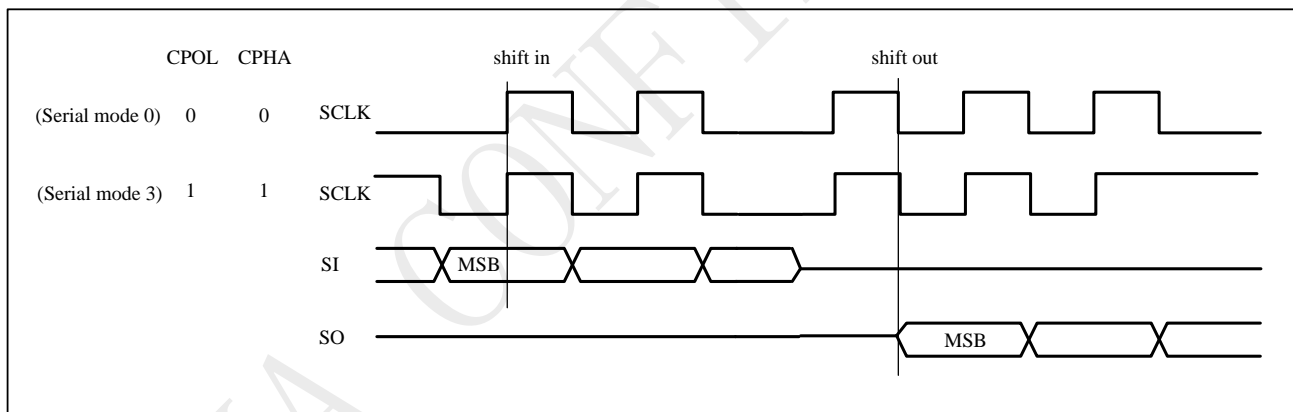 CPOL CPHA shift in shift out
(Serial mode 0) 0 0 SCLK
(Serial mode 3) 1 1 SCLK
SI MSB
SO MSB